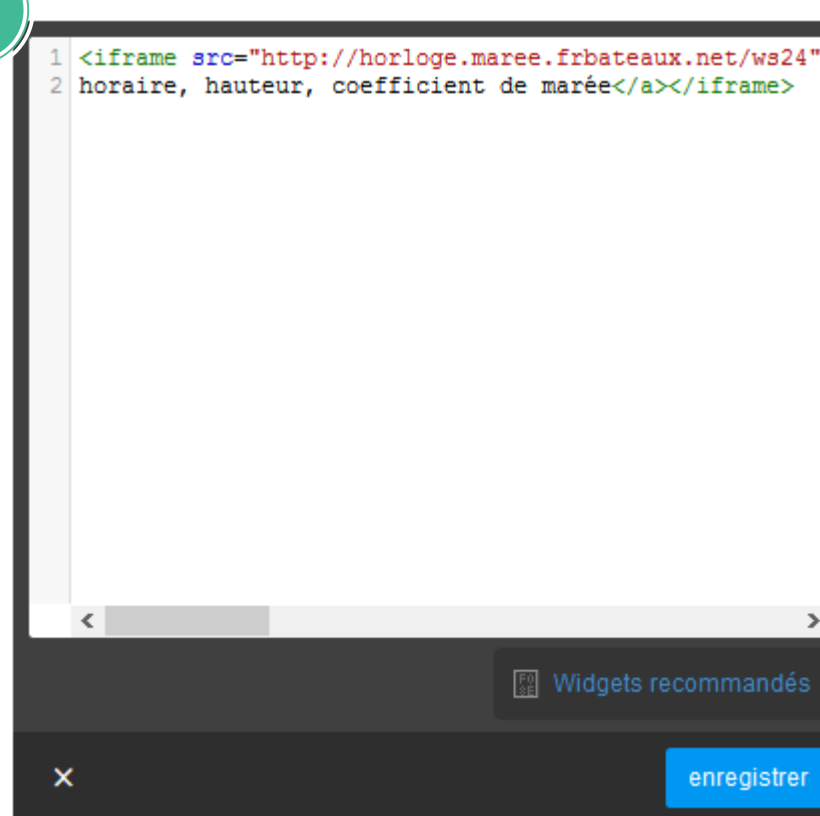 1 <iframe src="http://horloge.maree.frbateaux.net/ws24"
2 horaire, hauteur, coefficient de marée</a></iframe>
Widgets recommandés
enregistrer